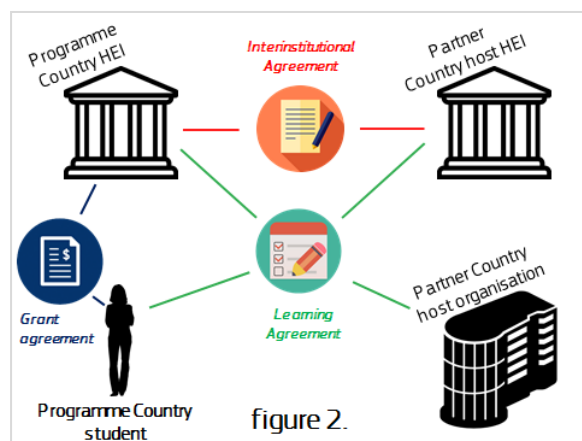 Programme
Country HEI
Interinstitutional
Agreement
Partner
Country host HEI
$
Grant
agreement
Learning
Agreement
Partner Country
host organisation
Programme Country
student
figure 2.